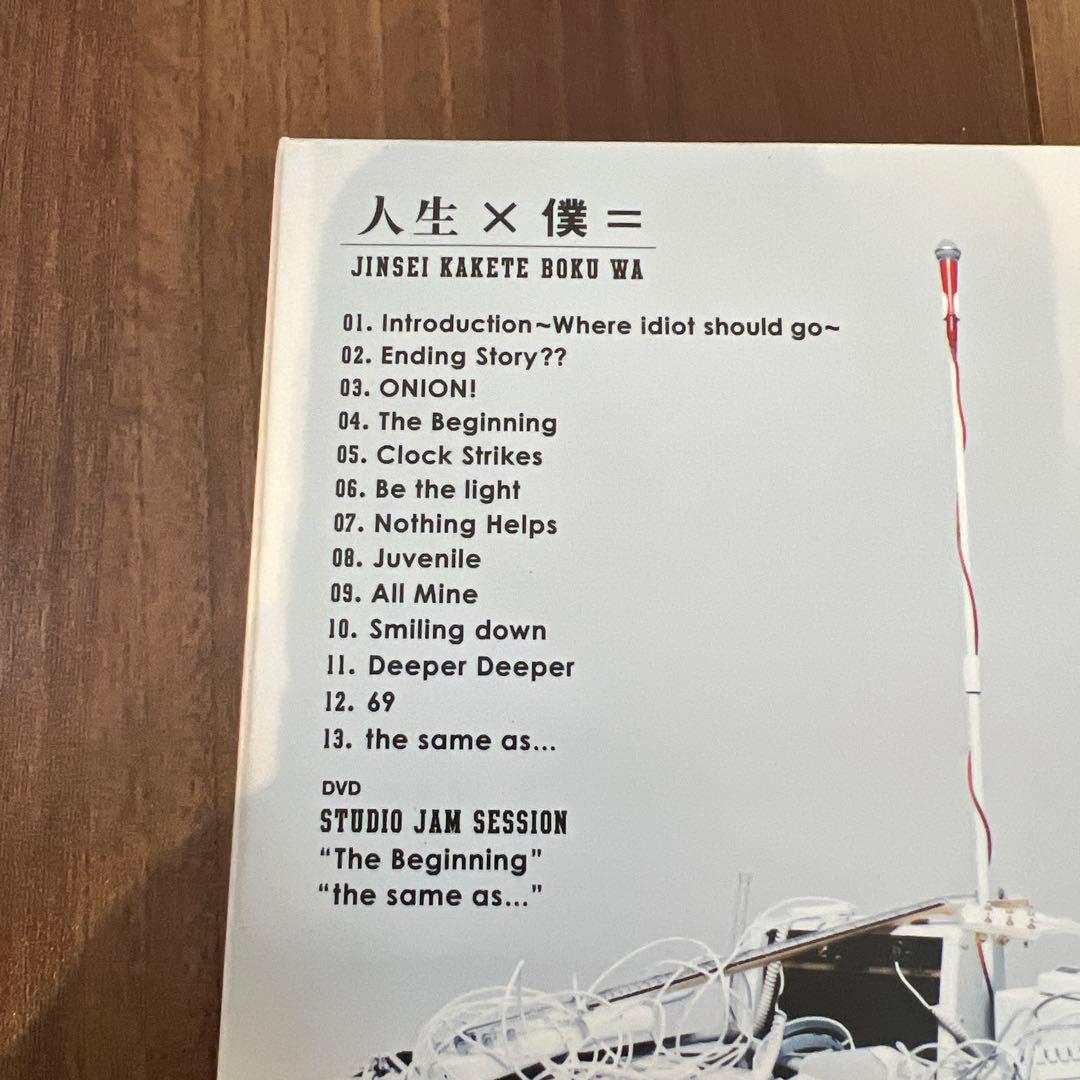 人生×僕=
JINSEI KAKETE BOKU WA
01. Introduction~Where idiot should go~
02. Ending Story??
03. ONION!
04. The Beginning
05. Clock Strikes
06. Be the light
07. Nothing Helps
08. Juvenile
09. All Mine
10. Smiling down
11. Deeper Deeper
12. 69
13. the same as...
DVD
STUDIO JAM SESSION
“The Beginning”
“the same as...”